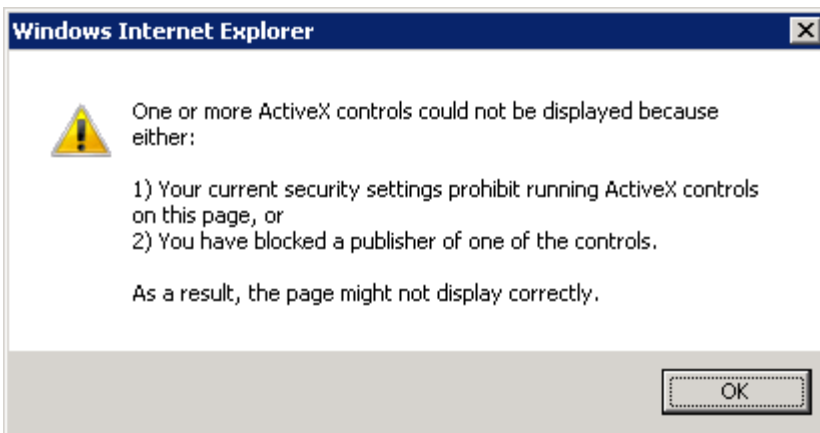 Windows Internet Explorer
One or more ActiveX controls could not be displayed because
either:
1) Your current security settings prohibit running ActiveX controls
on this page, or
2) You have blocked a publisher of one of the controls.
As a result, the page might not display correctly.
OK